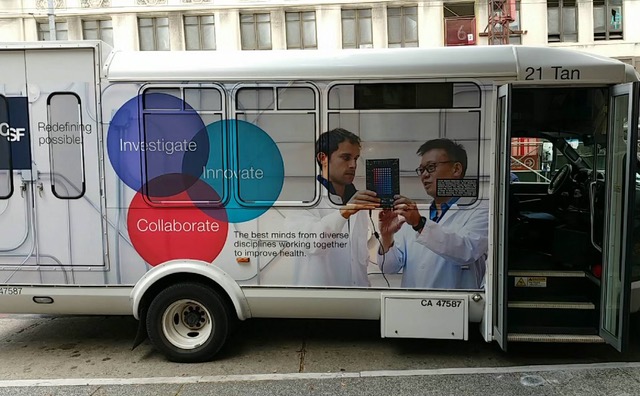 21 Tan
CSF
Redefining
possible.
Investigate
Innovate
Collaborate
The best minds from diverse
disciplines working together
to improve health.
47587
CA 47587
6